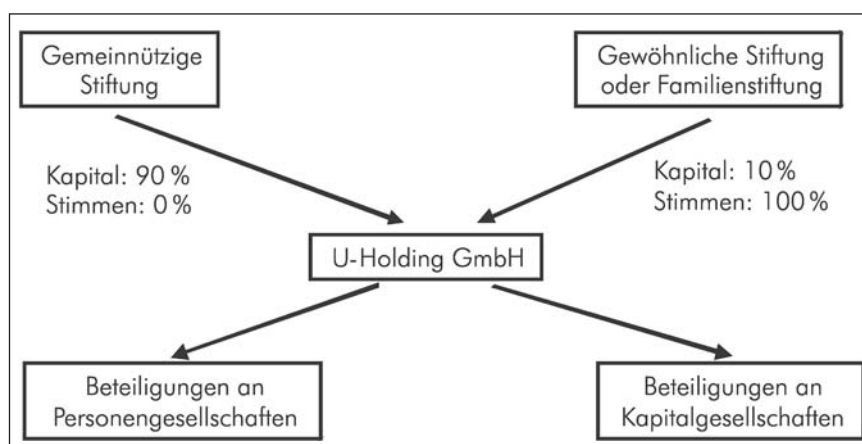 Gemeinnützige
Stiftung
Gewöhnliche Stiftung
oder Familienstiftung
Kapital: 90 %
Stimmen: 0 %
Kapital: 10 %
Stimmen: 100 %
U-Holding GmbH
Beteiligungen an
Personengesellschaften
Beteiligungen an
Kapitalgesellschaften